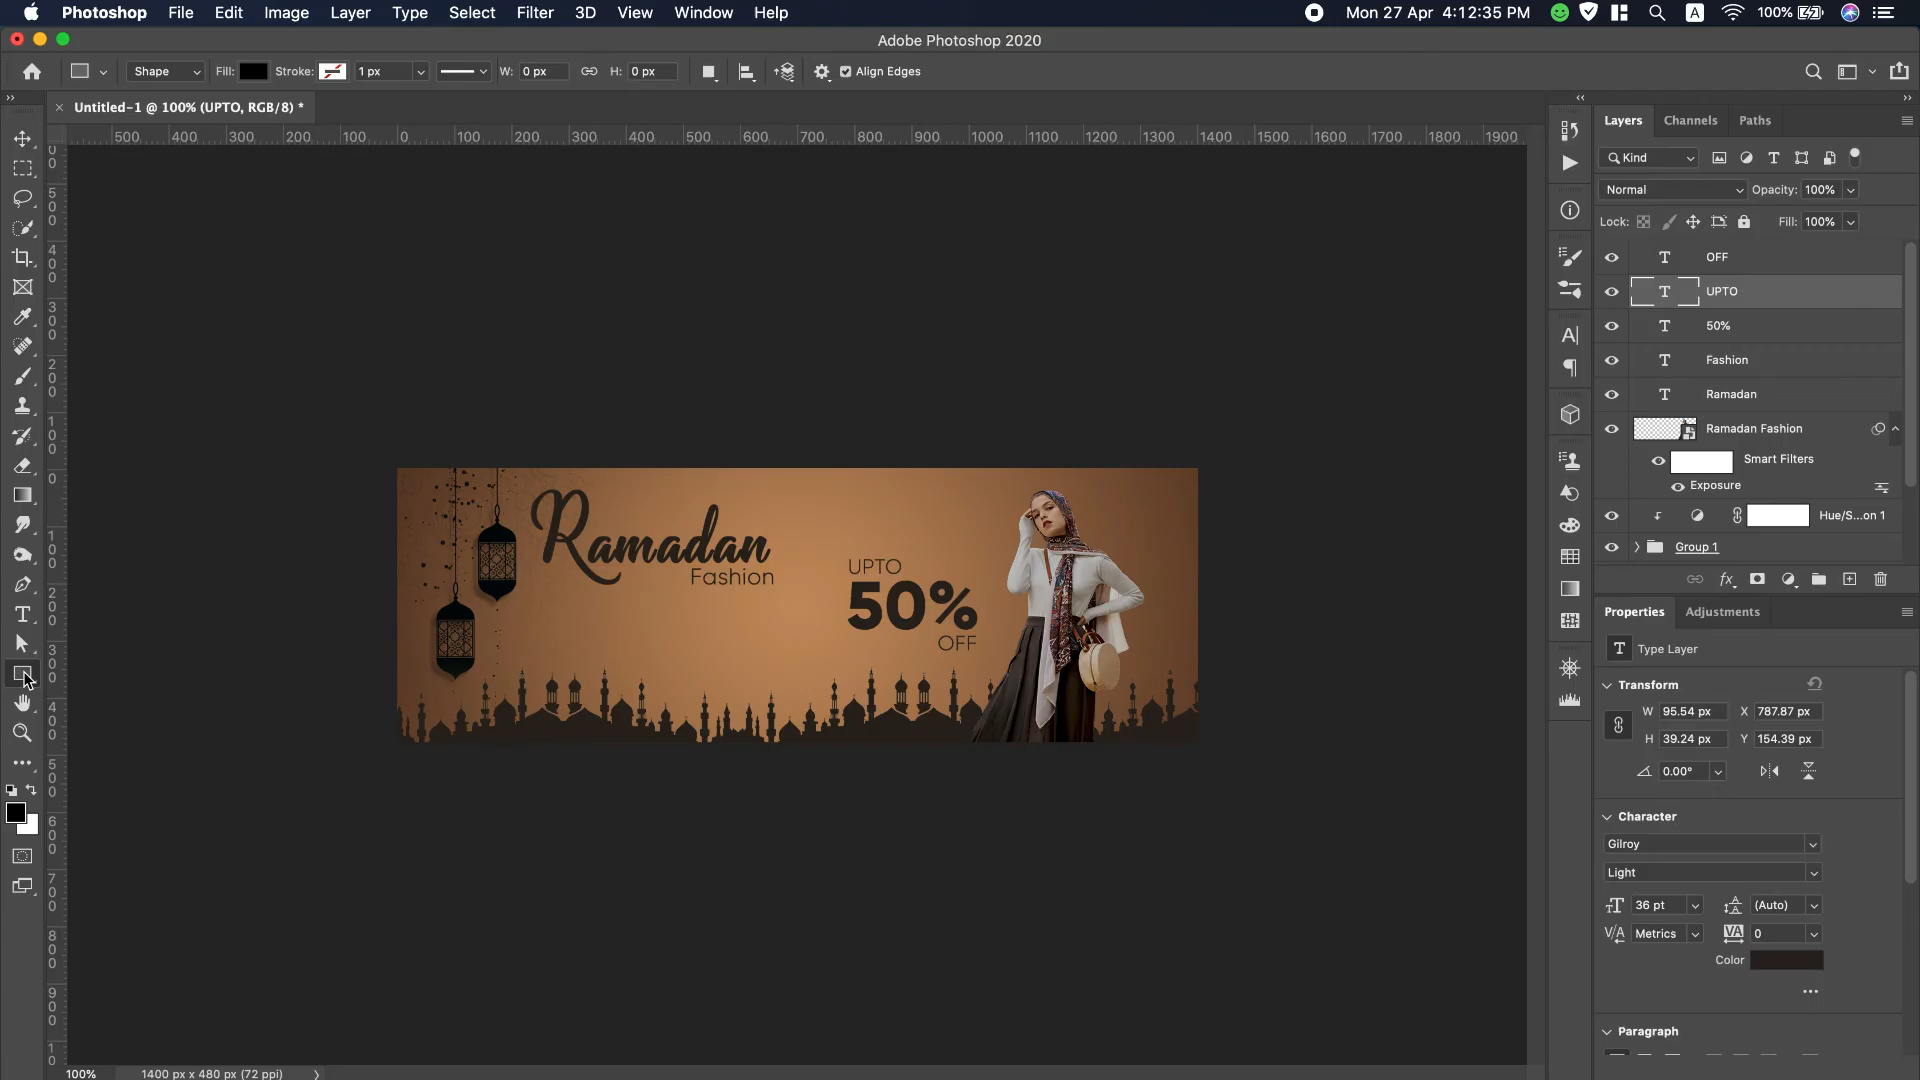 Photoshop File Edit Image Layer Type Select Filter 3D View Window Help Mon 27 Apr 4:12:35 PM A 100%
Adobe Photoshop 2020
Shape Fill: Stroke: 1 px W: 0 px H: 0 px Align Edges
× Untitled-1 @ 100% (UPTO, RGB/8) *
500 400 300 200 100 0 100 200 300 400 500 600 700 800 900 1000 1100 1200 1300 1400 1500 1600 1700 1800 1900
Layers Channels Paths
Kind
Normal Opacity: 100%
Lock: Fill: 100%
T OFF
T UPTO
T 50%
T Fashion
T Ramadan
Ramadan Fashion
Smart Filters
Exposure
Hue/S...on 1
Group 1
fx
Ramadan
Fashion
UPTO
50%
OFF
Properties Adjustments
T Type Layer
Transform
W 95.54 px X 787.87 px
H 39.24 px Y 154.39 px
0.00°
Character
Gilroy
Light
36 pt (Auto)
Metrics 0
Color
Paragraph
100% 1400 px x 480 px (72 ppi)